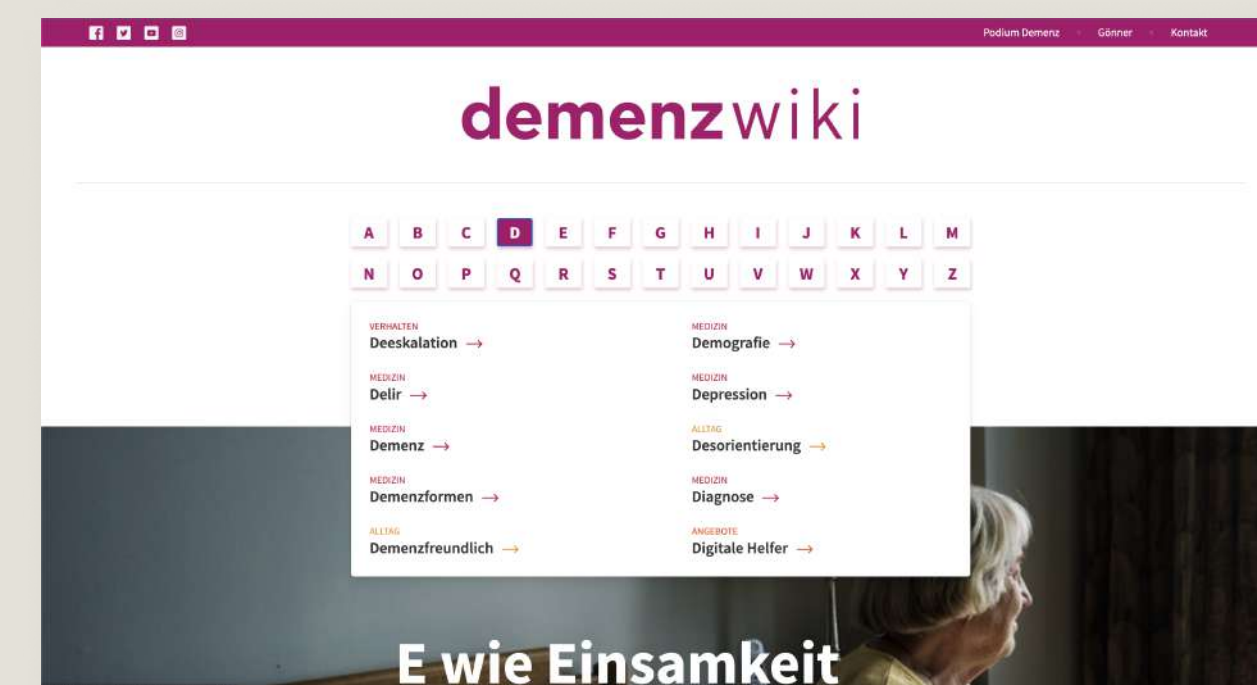 Podium Demenz Gönner Kontakt
demenzwiki
A B C D E F G H I J K L M
N O P Q R S T U V W X Y Z
VERHALTEN
Deeskalation →
MEDIZIN
Delir →
MEDIZIN
Demenz →
MEDIZIN
Demenzformen →
ALLTAG
Demenzfreundlich →
MEDIZIN
Demografie →
MEDIZIN
Depression →
ALLTAG
Desorientierung →
MEDIZIN
Diagnose →
ANGEBOTE
Digitale Helfer →
E wie Einsamkeit